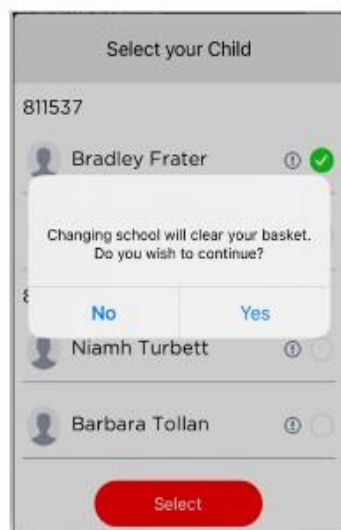 Select your Child
811537
Bradley Frater
Changing school will clear your basket.
Do you wish to continue?
8
No Yes
Niamh Turbett
Barbara Tollan
Select